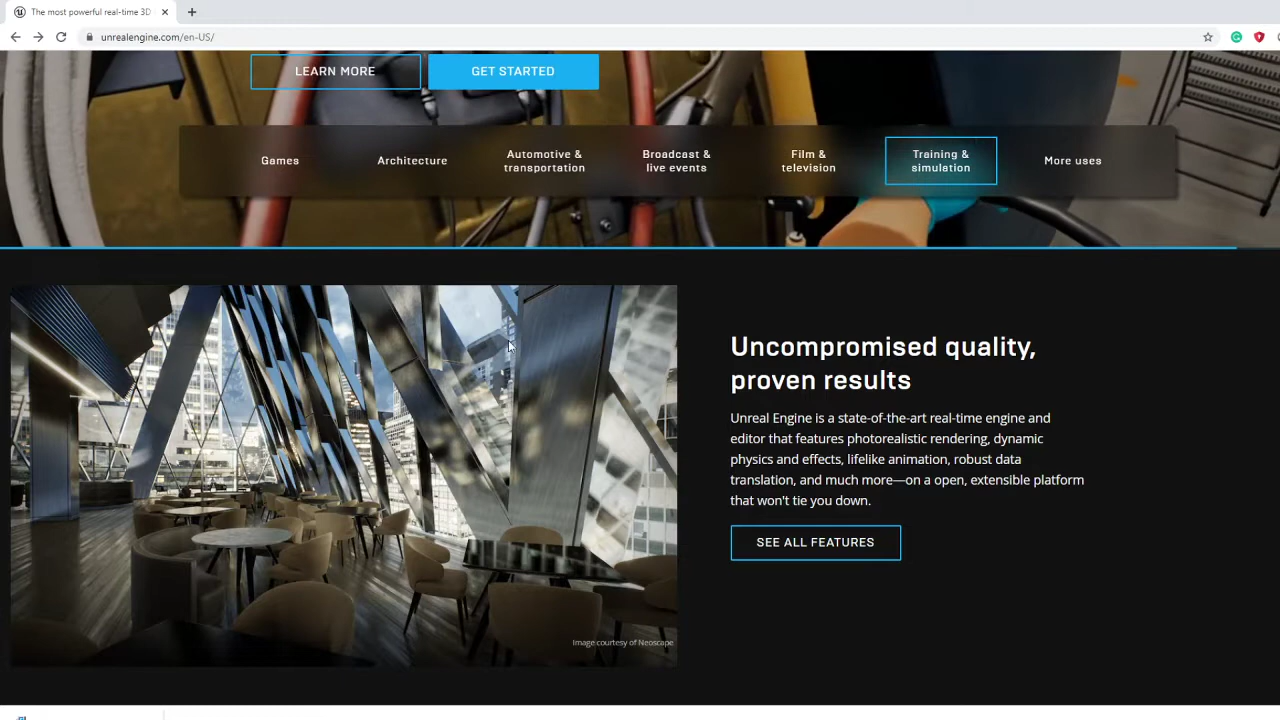 The most powerful real-time 3D
unrealengine.com/en-US/
LEARN MORE
GET STARTED
Games
Architecture
Automotive &
transportation
Broadcast &
live events
Film &
television
Training &
simulation
More uses
Uncompromised quality,
proven results
Unreal Engine is a state-of-the-art real-time engine and
editor that features photorealistic rendering, dynamic
physics and effects, lifelike animation, robust data
translation, and much more—on a open, extensible platform
that won't tie you down.
SEE ALL FEATURES
Image courtesy of Neoscape